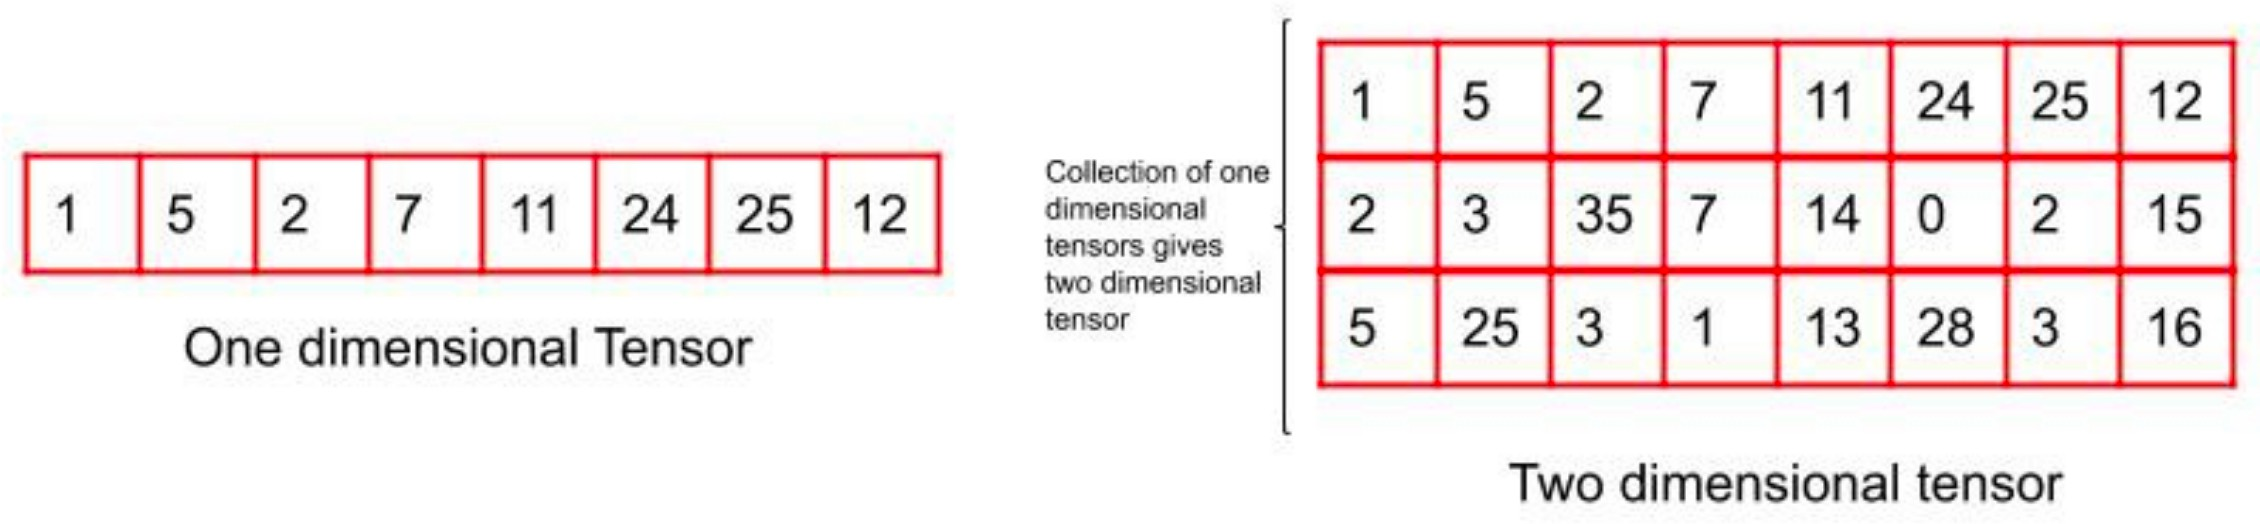 1 5 2 7 11 24 25 12
One dimensional Tensor
Collection of one
dimensional
tensors gives
two dimensional
tensor
1 5 2 7 11 24 25 12
2 3 35 7 14 0 2 15
5 25 3 1 13 28 3 16
Two dimensional tensor